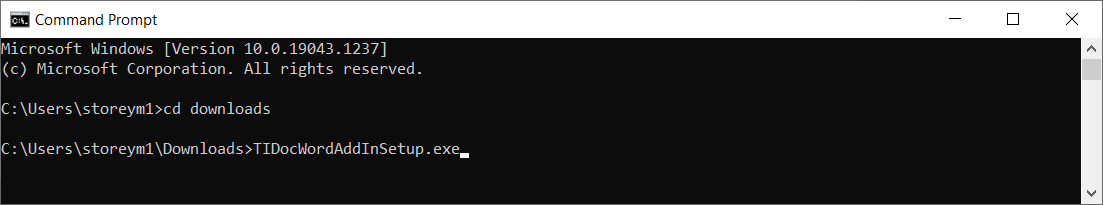 Command Prompt
Microsoft Windows [Version 10.0.19043.1237]
(c) Microsoft Corporation. All rights reserved.
C:\Users\storeym1>cd downloads
C:\Users\storeym1\Downloads>TIDocWordAddInSetup.exe